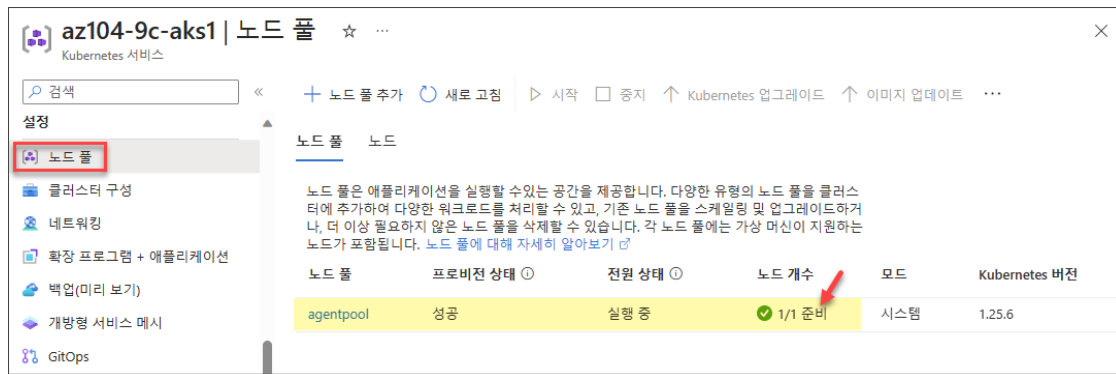 az104-9c-aks1 | 노드 풀
Kubernetes 서비스
검색
노드 풀 추가 새로 고침 시작 중지 Kubernetes 업그레이드 이미지 업데이트
설정
노드 풀
클러스터 구성
네트워킹
확장 프로그램 + 애플리케이션
백업(미리 보기)
개방형 서비스 메시
GitOps
노드 풀 노드
노드 풀은 애플리케이션을 실행할 수있는 공간을 제공합니다. 다양한 유형의 노드 풀을 클러스
터에 추가하여 다양한 워크로드를 처리할 수 있고, 기존 노드 풀을 스케일링 및 업그레이드하거
나, 더 이상 필요하지 않은 노드 풀을 삭제할 수 있습니다. 각 노드 풀에는 가상 머신이 지원하는
노드가 포함됩니다. 노드 풀에 대해 자세히 알아보기
노드 풀 프로비전 상태 전원 상태 노드 개수 모드 Kubernetes 버전
agentpool 성공 실행 중 1/1 준비 시스템 1.25.6